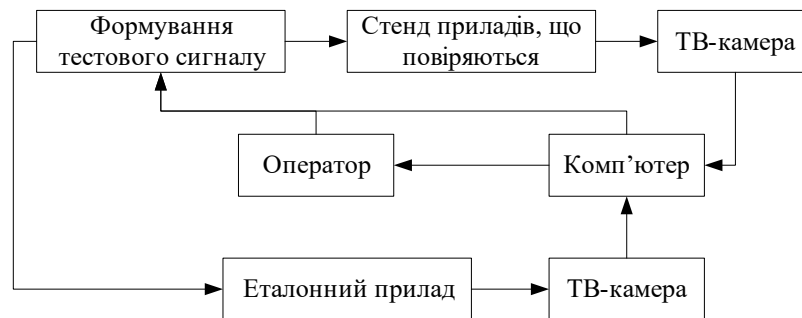 Формування
тестового сигналу
Стенд приладів, що
повіряються
ТВ-камера
Оператор
Комп’ютер
Еталонний прилад
ТВ-камера